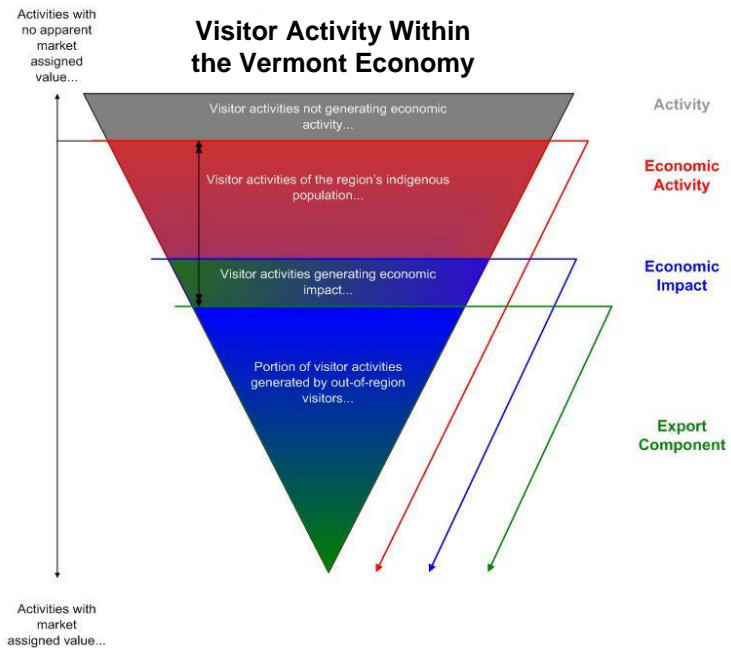 Activities with
no apparent
market
assigned
value...
Visitor Activity Within
the Vermont Economy
Visitor activities not generating economic
activity...
Activity
Visitor activities of the region's indigenous
population...
Economic
Activity
Visitor activities generating economic
impact...
Economic
Impact
Portion of visitor activities
generated by out-of-region
visitors...
Export
Component
Activities with
market
assigned value...